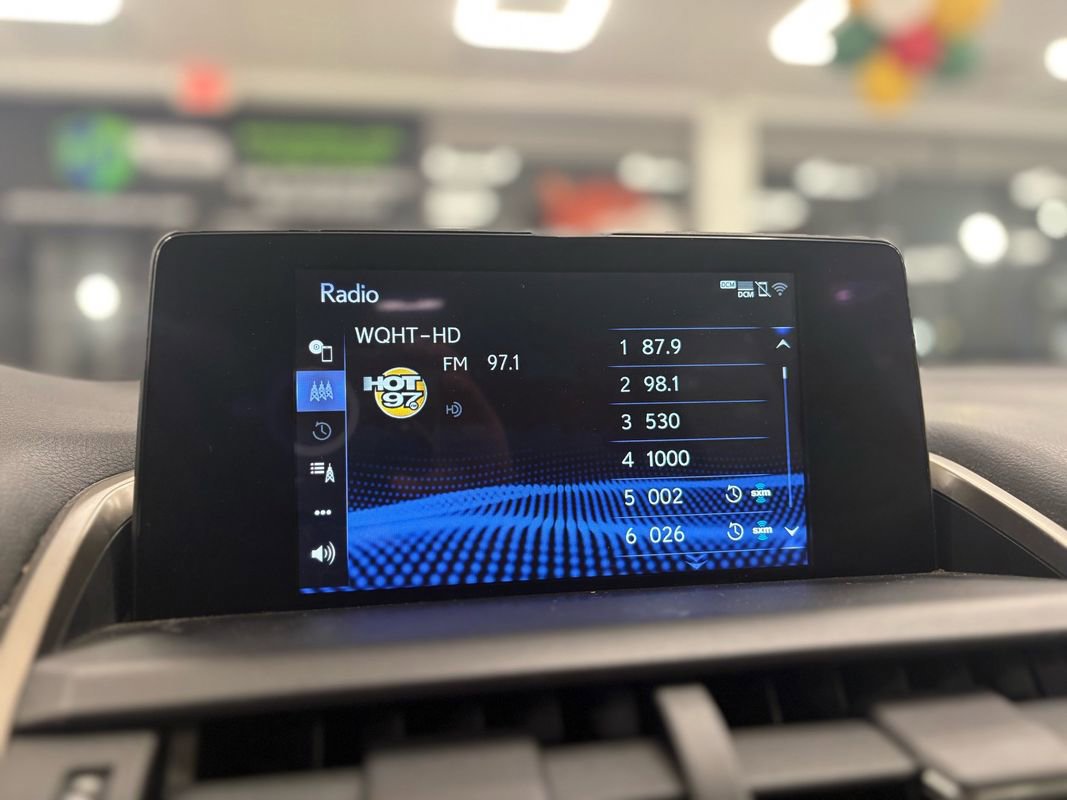 Radio
DCM
DCM
WQHT-HD
FM 97.1
HOT
97
HD
1 87.9
2 98.1
3 530
4 1000
5 002 sxm
6 026 sxm